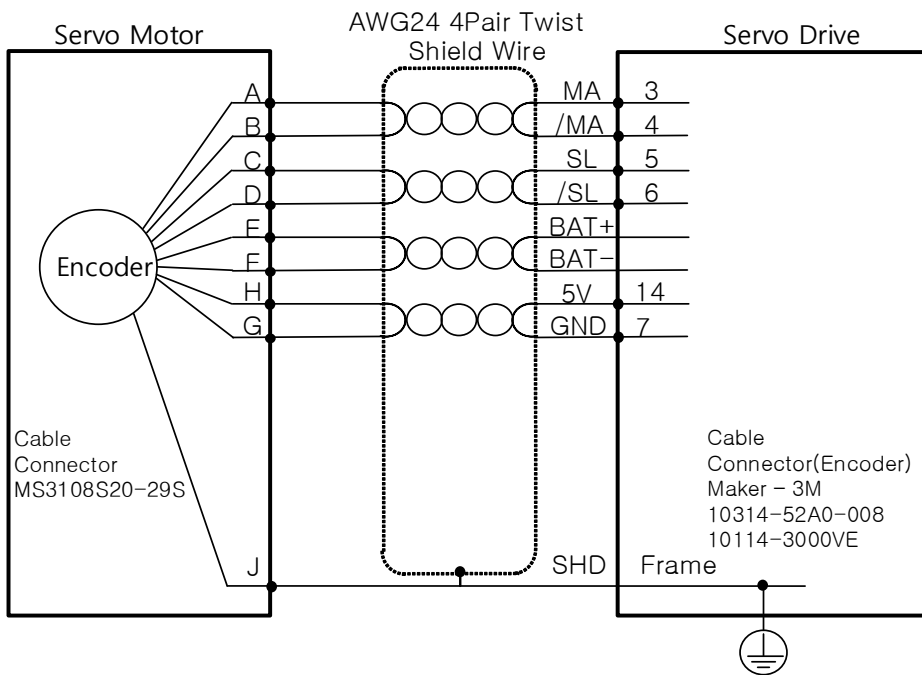 AWG24 4Pair Twist
Shield Wire
Servo Motor
Servo Drive
A MA 3
B /MA 4
C SL 5
D /SL 6
E BAT+
F BAT-
H 5V 14
G GND 7
Encoder
Cable
Connector
MS3108S20-29S
Cable
Connector(Encoder)
Maker - 3M
10314-52A0-008
10114-3000VE
J SHD Frame